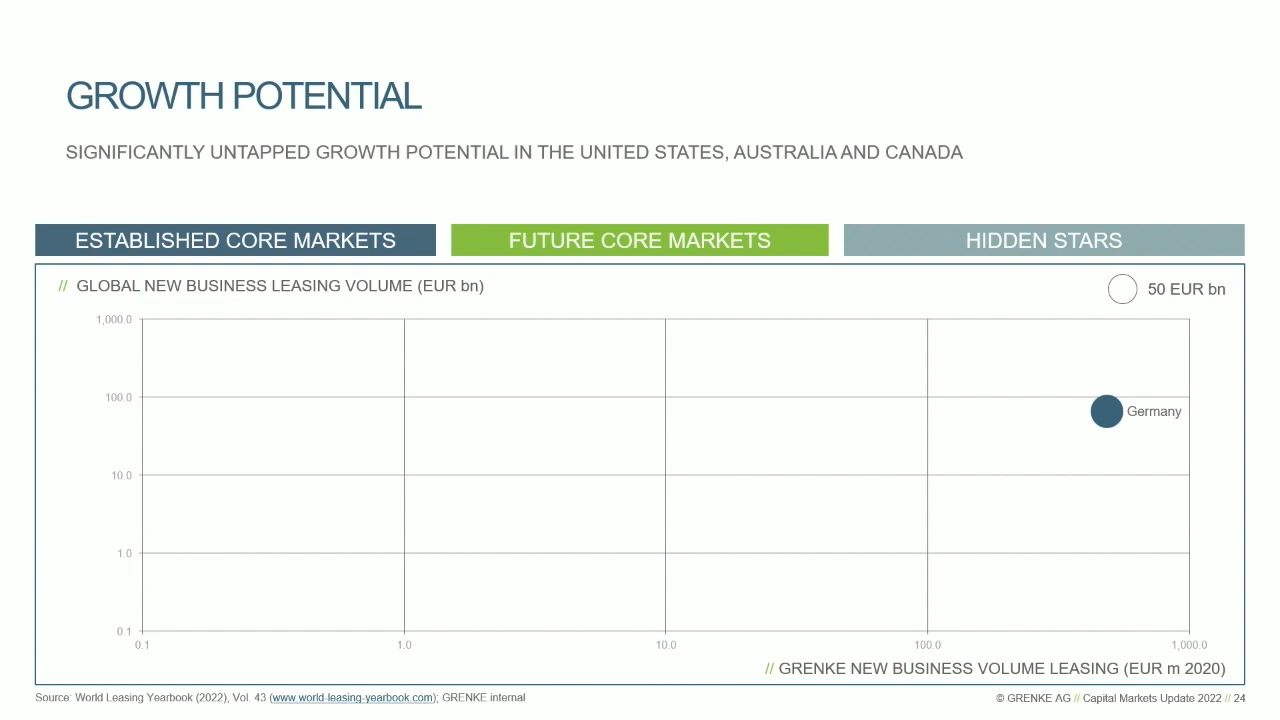 GROWTH POTENTIAL
SIGNIFICANTLY UNTAPPED GROWTH POTENTIAL IN THE UNITED STATES, AUSTRALIA AND CANADA
ESTABLISHED CORE MARKETS
FUTURE CORE MARKETS
HIDDEN STARS
// GLOBAL NEW BUSINESS LEASING VOLUME (EUR bn)
50 EUR bn
1,000.0
100.0
Germany
10.0
1.0
0.1
0.1 1.0 10.0 100.0 1,000.0
// GRENKE NEW BUSINESS VOLUME LEASING (EUR m 2020)
Source: World Leasing Yearbook (2022), Vol. 43 (www.world-leasing-yearbook.com); GRENKE internal
© GRENKE AG // Capital Markets Update 2022 // 24